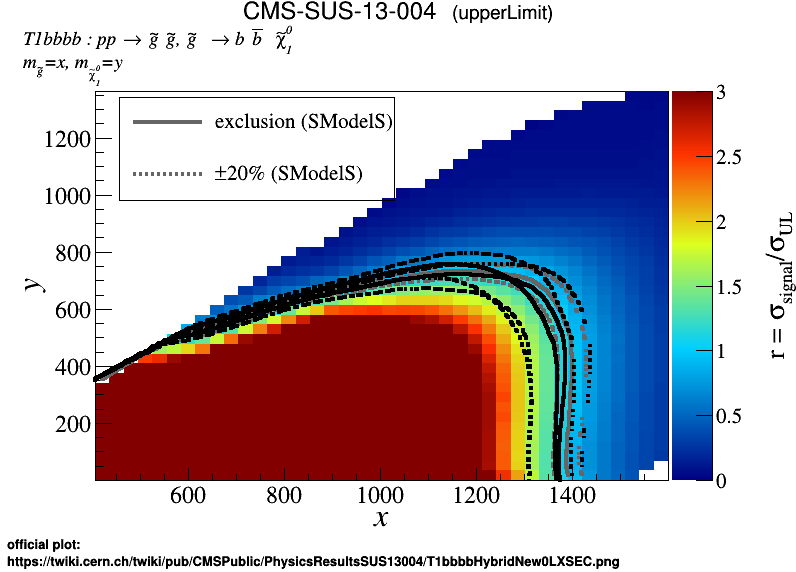 CMS-SUS-13-004 (upperLimit)
T1bbbb : pp → g̃ g̃, g̃ → b b̅ χ̃⁰₁
m_g̃=x, m_χ̃⁰₁=y
exclusion (SModelS)
±20% (SModelS)
1200
1000
800
600
400
200
y
600
800
1000
1200
1400
x
3
2.5
2
1.5
1
0.5
0
r = σ_signal/σ_UL
official plot:
https://twiki.cern.ch/twiki/pub/CMSPublic/PhysicsResultsSUS13004/T1bbbbHybridNew0LXSEC.png